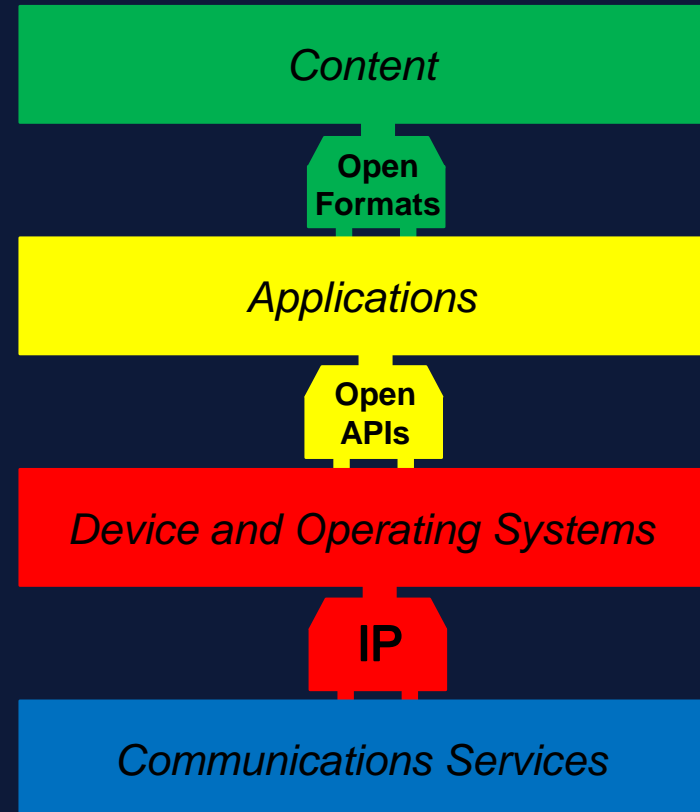 Content
Open
Formats
Applications
Open
APIs
Device and Operating Systems
IP
Communications Services